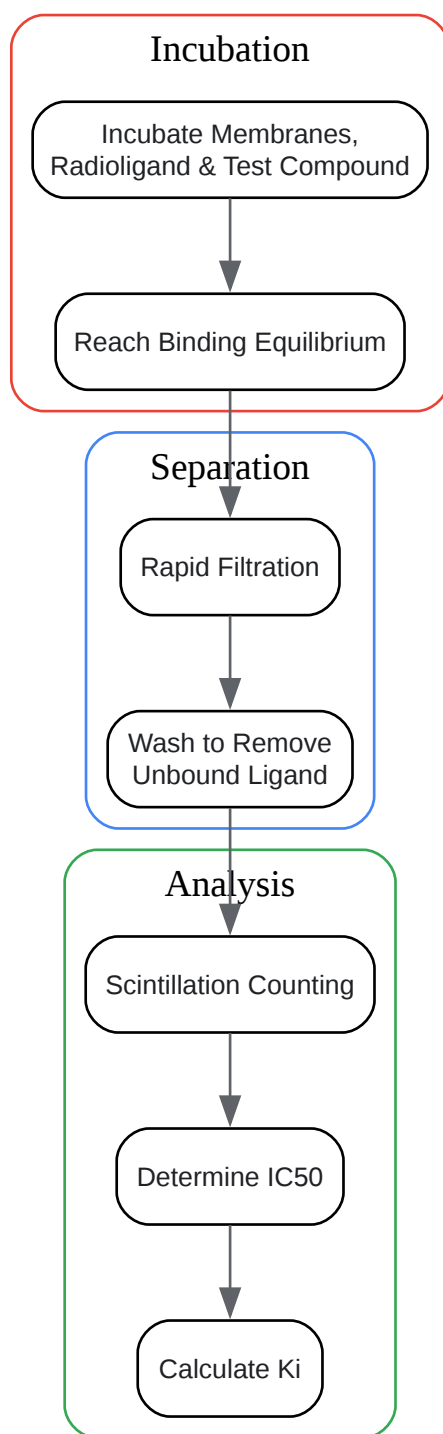 Incubation
Incubate Membranes,
Radioligand & Test Compound
Reach Binding Equilibrium
Separation
Rapid Filtration
Wash to Remove
Unbound Ligand
Analysis
Scintillation Counting
Determine IC50
Calculate Ki